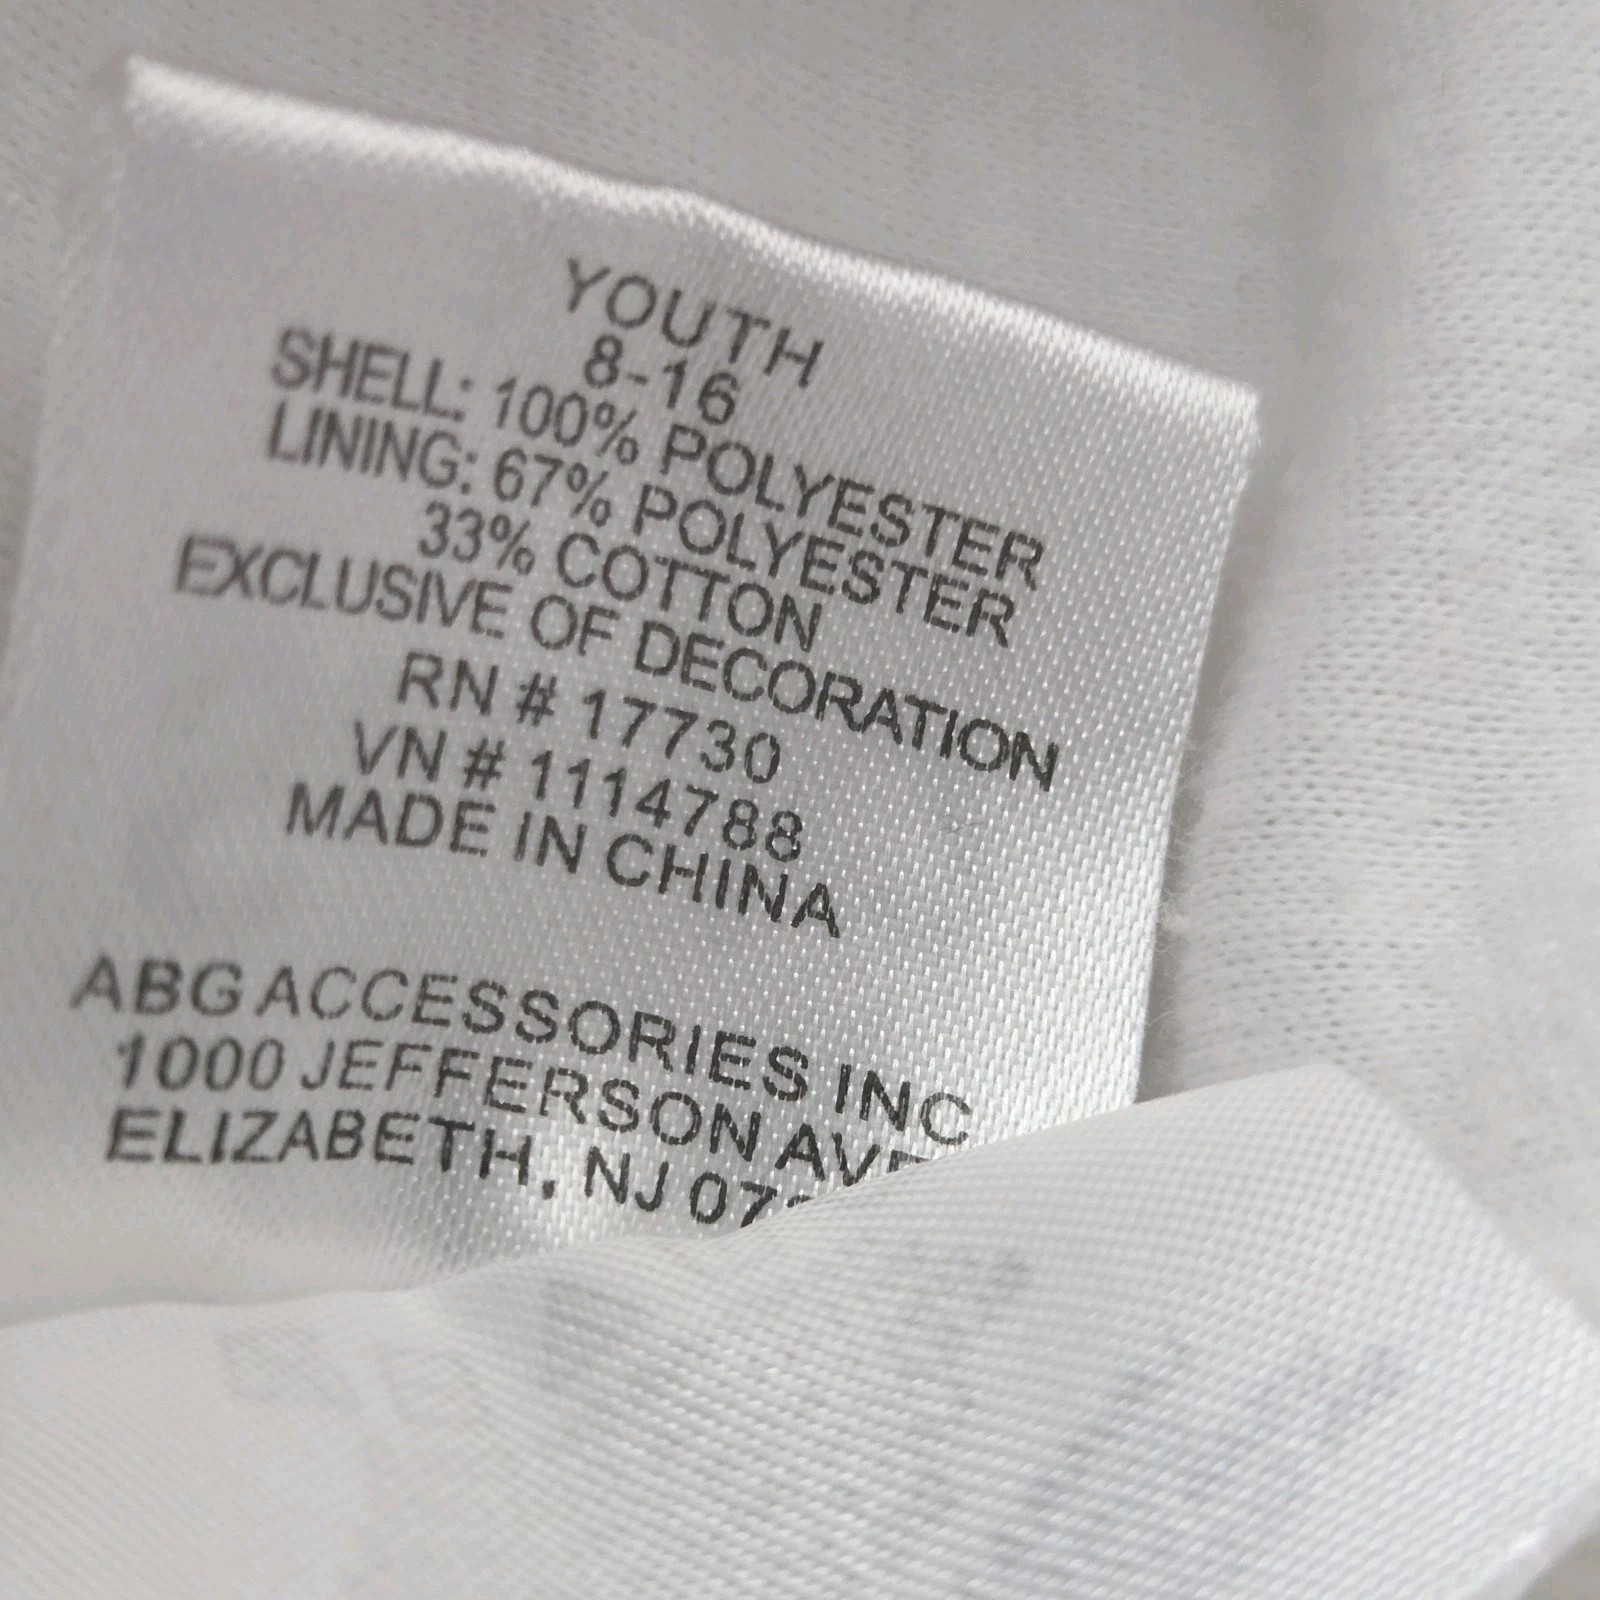 YOUTH
8-16
SHELL: 100% POLYESTER
LINING: 67% POLYESTER
33% COTTON
EXCLUSIVE OF DECORATION
RN # 17730
VN # 1114788
MADE IN CHINA
ABG ACCESSORIES INC
1000 JEFFERSON AVE
ELIZABETH, NJ